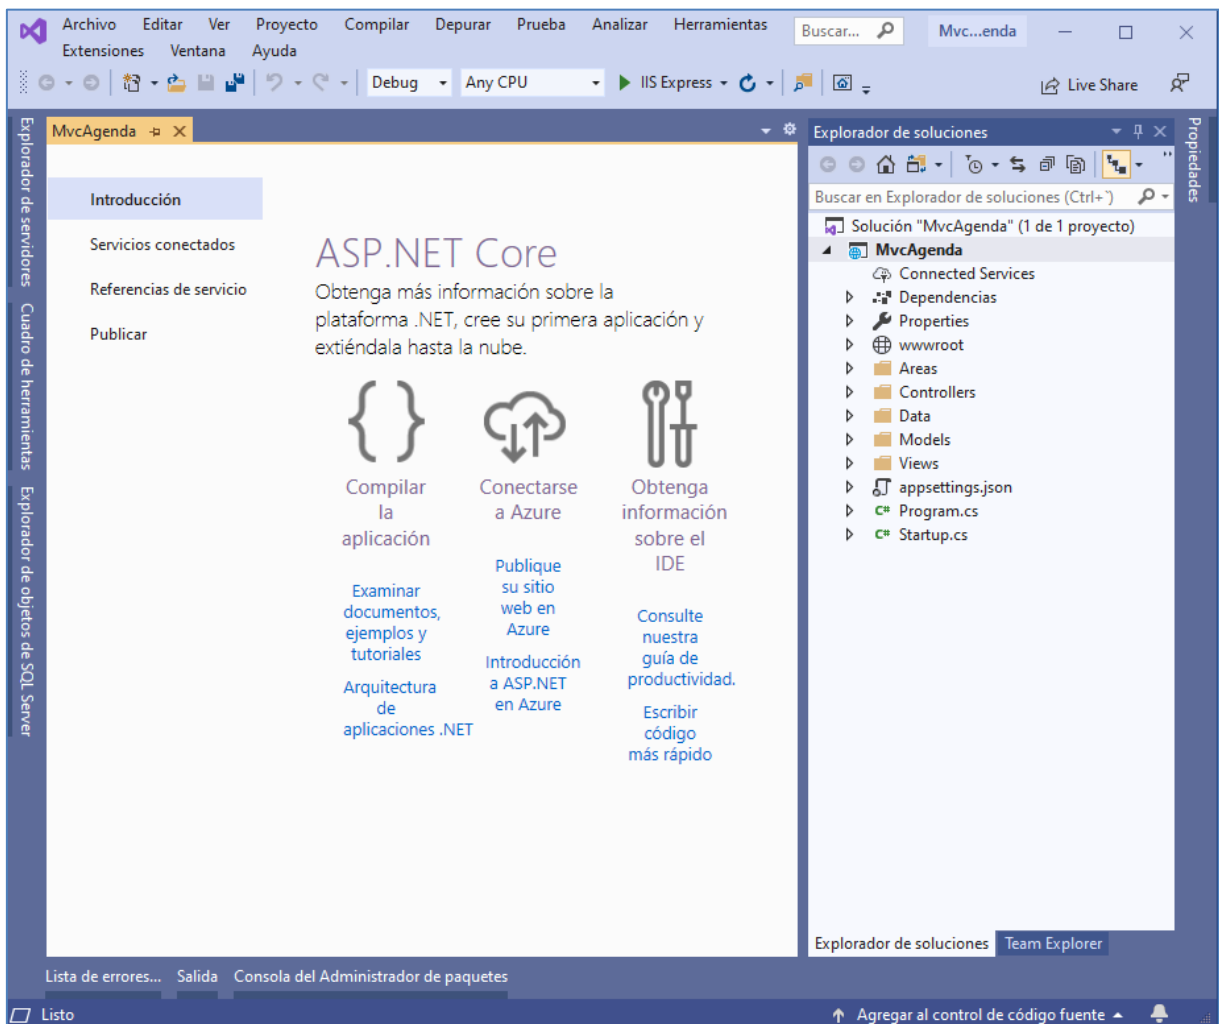 Archivo Editar Ver Proyecto Compilar Depurar Prueba Analizar Herramientas Buscar... Mvc...enda
Extensiones Ventana Ayuda
Debug Any CPU IIS Express Live Share
MvcAgenda
Explorador de servidores
Cuadro de herramientas
Explorador de objetos de SQL Server
Introducción
Servicios conectados
Referencias de servicio
Publicar
ASP.NET Core
Obtenga más información sobre la
plataforma .NET, cree su primera aplicación y
extiéndala hasta la nube.
Compilar
la
aplicación
Examinar
documentos,
ejemplos y
tutoriales
Arquitectura
de
aplicaciones .NET
Conectarse
a Azure
Publique
su sitio
web en
Azure
Introducción
a ASP.NET
en Azure
Obtenga
información
sobre el
IDE
Consulte
nuestra
guía de
productividad.
Escribir
código
más rápido
Explorador de soluciones
Buscar en Explorador de soluciones (Ctrl+¨)
Solución "MvcAgenda" (1 de 1 proyecto)
MvcAgenda
Connected Services
Dependencias
Properties
wwwroot
Areas
Controllers
Data
Models
Views
appsettings.json
C# Program.cs
C# Startup.cs
Explorador de soluciones Team Explorer
Propiedades
Lista de errores... Salida Consola del Administrador de paquetes
Listo Agregar al control de código fuente